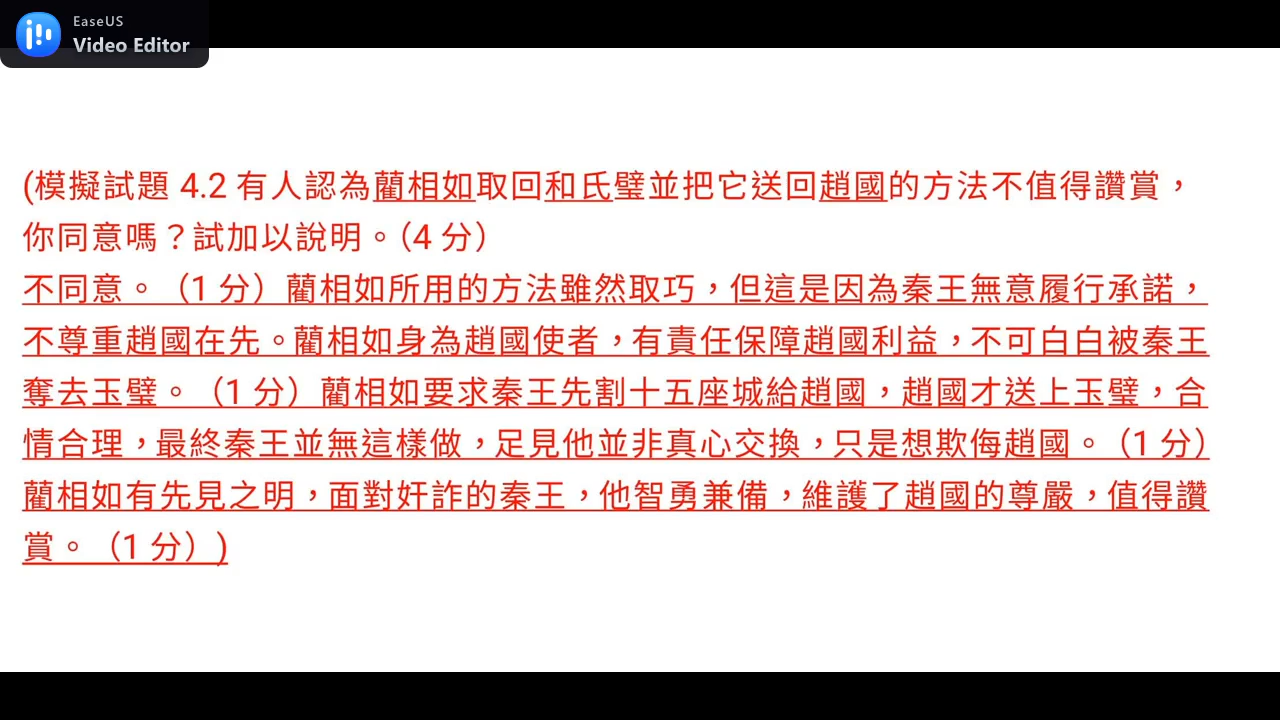 EaseUS
Video Editor
(模擬試題 4.2 有人認為藺相如取回和氏璧並把它送回趙國的方法不值得讚賞，
你同意嗎？試加以說明。（4 分）
不同意。（1 分）藺相如所用的方法雖然取巧，但這是因為秦王無意履行承諾，
不尊重趙國在先。藺相如身為趙國使者，有責任保障趙國利益，不可白白被秦王
奪去玉璧。（1 分）藺相如要求秦王先割十五座城給趙國，趙國才送上玉璧，合
情合理，最終秦王並無這樣做，足見他並非真心交換，只是想欺侮趙國。（1 分）
藺相如有先見之明，面對奸詐的秦王，他智勇兼備，維護了趙國的尊嚴，值得讚
賞。（1 分）)